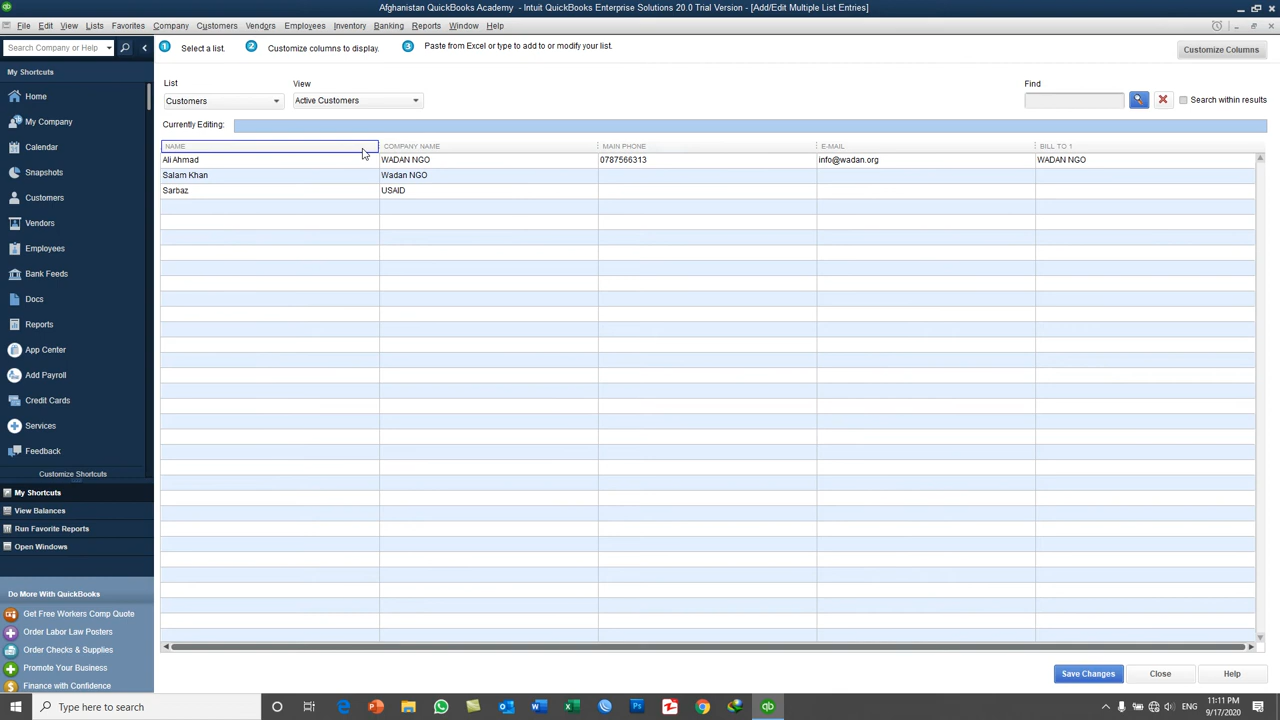 Afghanistan QuickBooks Academy - Intuit QuickBooks Enterprise Solutions 20.0 Trial Version - [Add/Edit Multiple List Entries]
File Edit View Lists Favorites Company Customers Vendors Employees Inventory Banking Reports Window Help
Search Company or Help
1 Select a list. 2 Customize columns to display. 3 Paste from Excel or type to add to or modify your list.
Customize Columns
My Shortcuts
Home
My Company
Calendar
Snapshots
Customers
Vendors
Employees
Bank Feeds
Docs
Reports
App Center
Add Payroll
Credit Cards
Services
Feedback
Customize Shortcuts
My Shortcuts
View Balances
Run Favorite Reports
Open Windows
Do More With QuickBooks
Get Free Workers Comp Quote
Order Labor Law Posters
Order Checks & Supplies
Promote Your Business
Finance with Confidence
List View Find
Customers Active Customers Search within results
Currently Editing:
NAME COMPANY NAME MAIN PHONE E-MAIL BILL TO 1
Ali Ahmad WADAN NGO 0787566313 info@wadan.org WADAN NGO
Salam Khan Wadan NGO
Sarbaz USAID
Save Changes Close Help
Type here to search
ENG
11:11 PM
9/17/2020